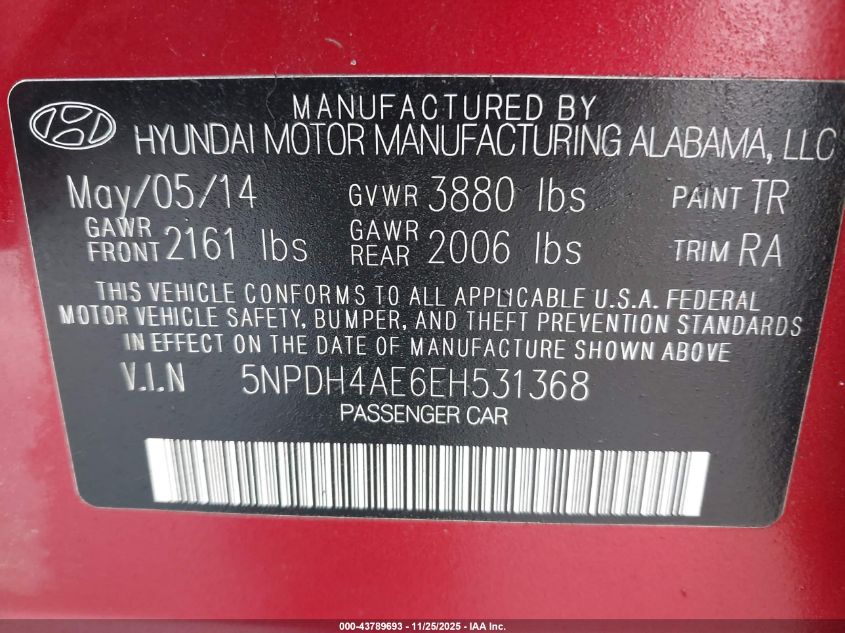 MANUFACTURED BY
HYUNDAI MOTOR MANUFACTURING ALABAMA, LLC
May/05/14 GVWR 3880 lbs PAINT TR
GAWR FRONT 2161 lbs GAWR REAR 2006 lbs TRIM RA
THIS VEHICLE CONFORMS TO ALL APPLICABLE U.S.A. FEDERAL
MOTOR VEHICLE SAFETY, BUMPER, AND THEFT PREVENTION STANDARDS
IN EFFECT ON THE DATE OF MANUFACTURE SHOWN ABOVE
V.I.N 5NPDH4AE6EH531368
PASSENGER CAR
000-43789693 - 11/25/2025 - IAA Inc.